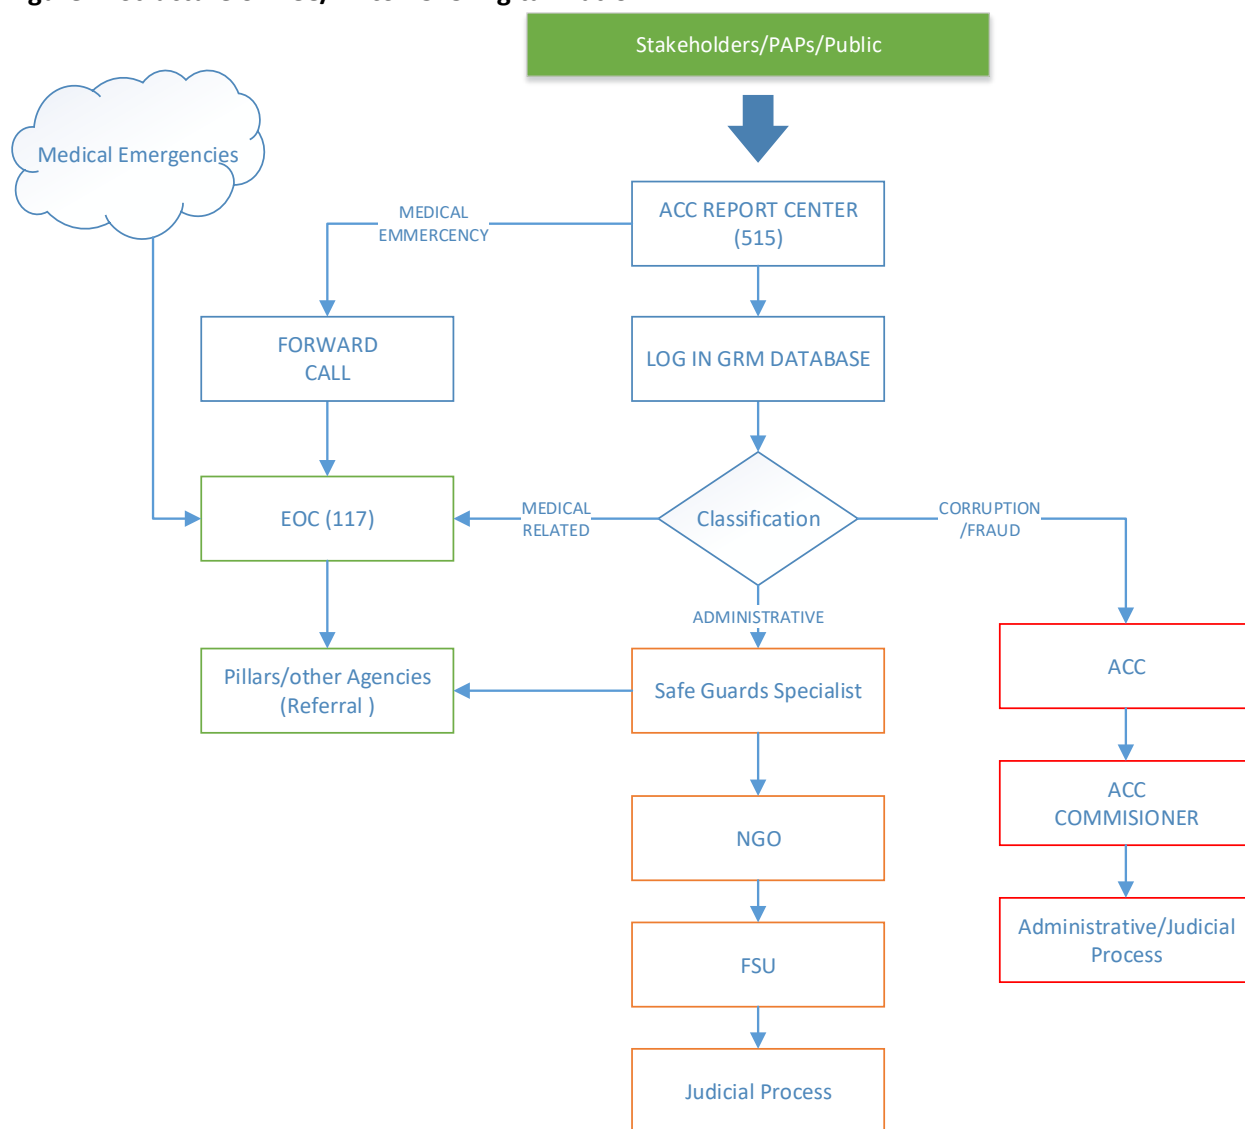 Stakeholders/PAPs/Public
Medical Emergencies
MEDICAL
EMMERCENCY
ACC REPORT CENTER
(515)
FORWARD
CALL
LOG IN GRM DATABASE
EOC (117)
MEDICAL
RELATED
Classification
CORRUPTION
/FRAUD
ADMINISTRATIVE
Pillars/other Agencies
(Referral )
Safe Guards Specialist
ACC
NGO
ACC
COMMISIONER
FSU
Administrative/Judicial
Process
Judicial Process